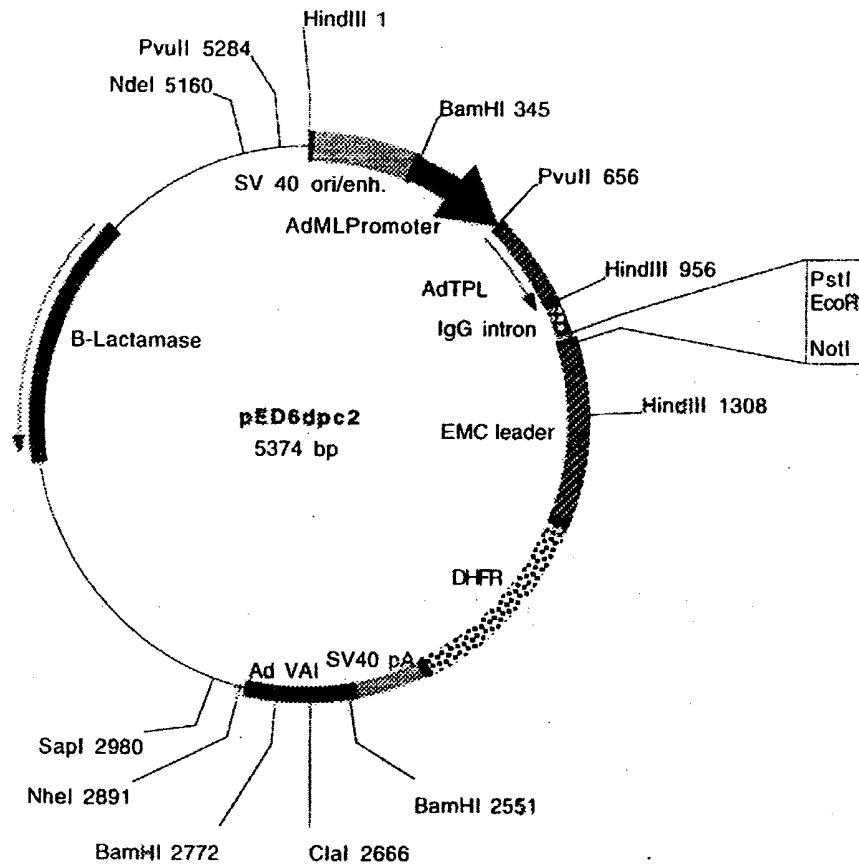 HindIII 1
PvuII 5284
NdeI 5160
BamHI 345
SV 40 ori/enh.
PvuII 656
AdMLPromoter
HindIII 956
AdTPL
PstI
EcoRI
IgG intron
NotI
B-Lactamase
pED6dpc2
5374 bp
HindIII 1308
EMC leader
DHFR
SV40 pA
Ad VAI
SapI 2980
NheI 2891
BamHI 2551
BamHI 2772
ClaI 2666